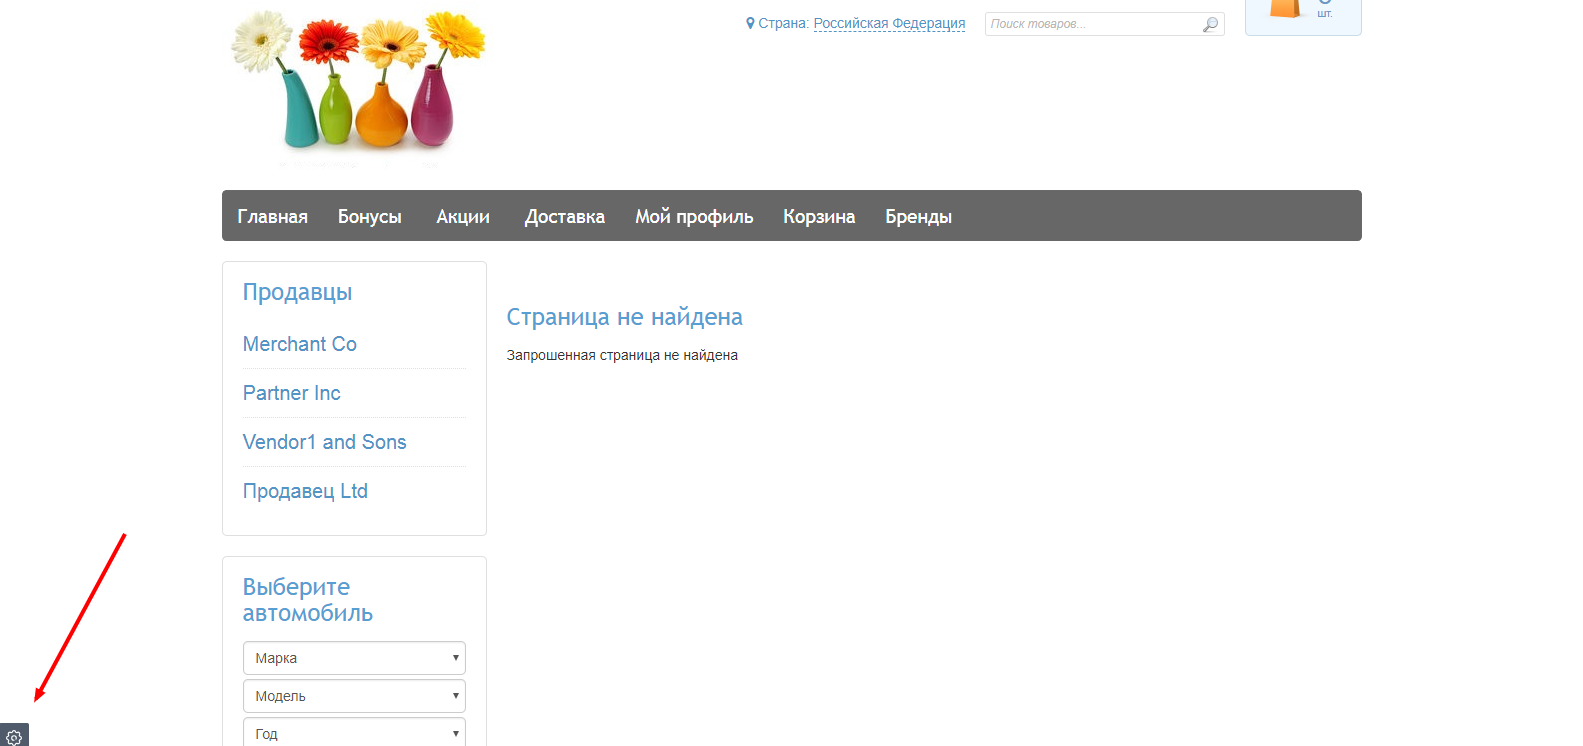 Страна: Российская Федерация
Поиск товаров...
шт.
Главная Бонусы Акции Доставка Мой профиль Корзина Бренды
Продавцы
Merchant Co
Partner Inc
Vendor1 and Sons
Продавец Ltd
Страница не найдена
Запрошенная страница не найдена
Выберите
автомобиль
Марка
Модель
Год